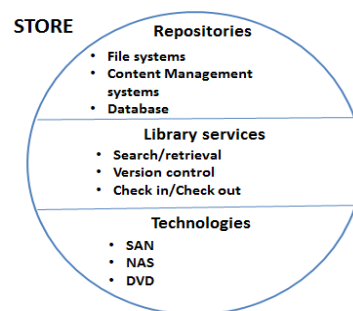 STORE
Repositories
• File systems
• Content Management
systems
• Database
Library services
• Search/retrieval
• Version control
• Check in/Check out
Technologies
• SAN
• NAS
• DVD